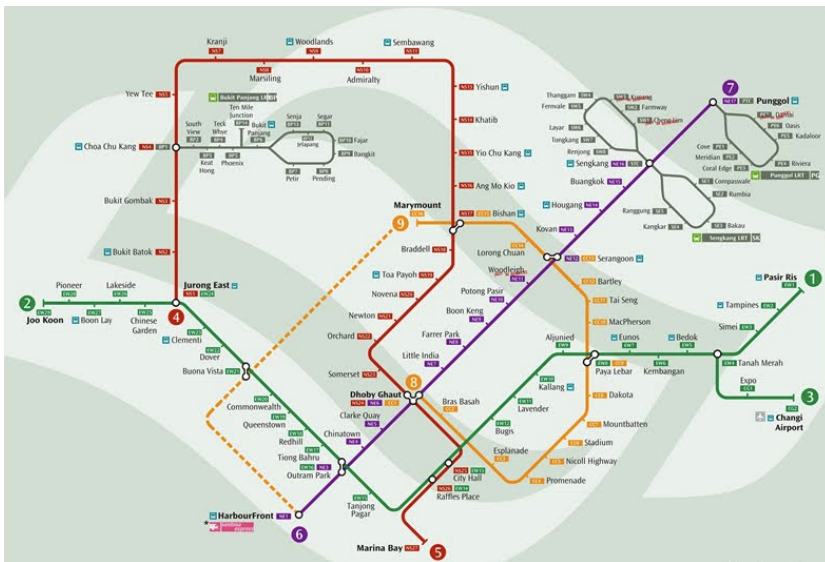 Kranji
NS7
Woodlands
NS9
Sembawang
NS11
Marsiling
NS8
Admiralty
NS10
Yew Tee
NS5
Choa Chu Kang
NS4
BP1
Bukit Gombak
NS3
Bukit Batok
NS2
Jurong East
NS1
EW24
4
Bukit Panjang LRT
South View
BP2
Keat Hong
BP3
Teck Whye
BP4
Phoenix
BP5
Ten Mile Junction
BP14
Bukit Panjang
BP6
Petir
BP7
Pending
BP8
Bangkit
BP9
Fajar
BP10
Segar
BP11
Jelapang
BP12
Senja
BP13
Yishun
NS13
Khatib
NS14
Yio Chu Kang
NS15
Ang Mo Kio
NS16
Bishan
NS17
CC15
Marymount
CC16
9
Braddell
NS18
Toa Payoh
NS19
Novena
NS20
Newton
NS21
Orchard
NS22
Somerset
NS23
Dhoby Ghaut
NS24
NE6
CC1
8
City Hall
NS25
EW13
Raffles Place
NS26
EW14
Marina Bay
NS27
5
2
Joo Koon
EW29
Pioneer
EW28
Boon Lay
EW27
Lakeside
EW26
Chinese Garden
EW25
Clementi
EW23
Dover
EW22
Buona Vista
EW21
Commonwealth
EW20
Queenstown
EW19
Redhill
EW18
Tiong Bahru
EW17
Outram Park
EW16
NE3
Tanjong Pagar
EW15
Bugis
EW12
Lavender
EW11
Kallang
EW10
Aljunied
EW9
Paya Lebar
EW8
CC9
Eunos
EW7
Kembangan
EW6
Bedok
EW5
Tanah Merah
EW4
Simei
EW3
Tampines
EW2
Pasir Ris
EW1
1
Expo
CG1
Changi Airport
CG2
3
HarbourFront
NE1
6
Chinatown
NE4
Clarke Quay
NE5
Little India
NE7
Farrer Park
NE8
Boon Keng
NE9
Potong Pasir
NE10
Woodleigh
NE11
Serangoon
NE12
CC13
Kovan
NE13
Hougang
NE14
Buangkok
NE15
Sengkang
NE16
STC
Punggol
NE17
PTC
7
Lorong Chuan
CC14
Bartley
CC12
Tai Seng
CC11
MacPherson
CC10
Dakota
CC8
Mountbatten
CC7
Stadium
CC6
Nicoll Highway
CC5
Promenade
CC4
Esplanade
CC3
Bras Basah
CC2
Thanggam
SW4
Fernvale
SW5
Layar
SW6
Tongkang
SW7
Renjong
SW8
Farmway
SW2
Compassvale
SE1
Rumbia
SE2
Bakau
SE3
Kangkar
SE4
Ranggung
SE5
Sengkang LRT
SK
Cove
PE1
Meridian
PE2
Coral Edge
PE3
Riviera
PE4
Kadaloor
PE5
Oasis
PE6
Punggol LRT
PG